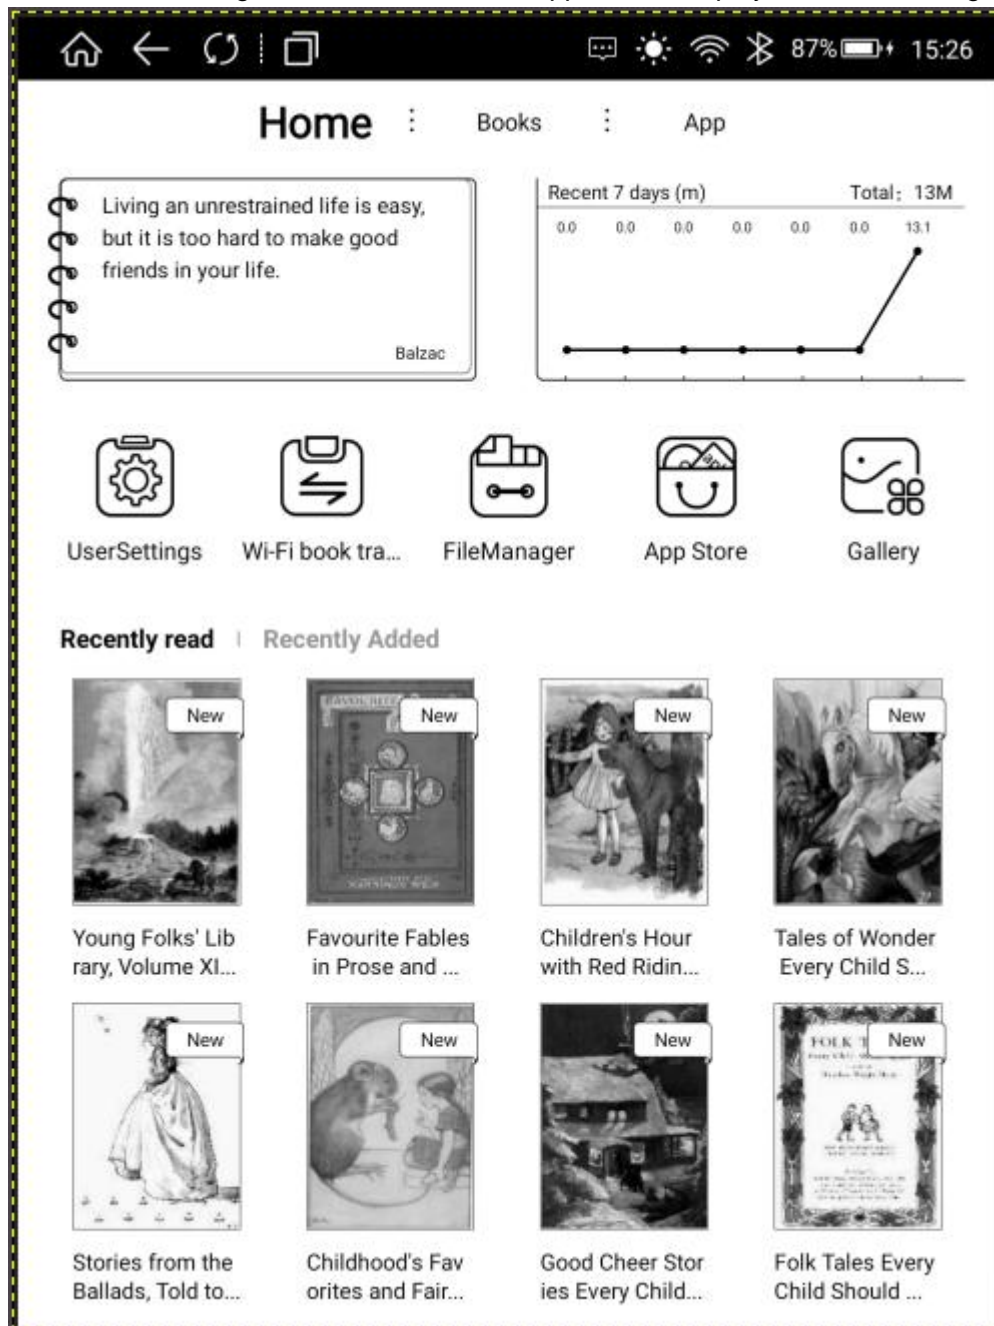 87% 15:26
Home Books App
Living an unrestrained life is easy,
but it is too hard to make good
friends in your life.
Balzac
Recent 7 days (m) Total: 13M
0.0 0.0 0.0 0.0 0.0 0.0 13.1
UserSettings Wi-Fi book tra... FileManager App Store Gallery
Recently read Recently Added
New New New New
Young Folks' Lib
rary, Volume XI...
Favourite Fables
in Prose and ...
Children's Hour
with Red Ridin...
Tales of Wonder
Every Child S...
New New New New
FOLK T
Stories from the
Ballads, Told to...
Childhood's Fav
orites and Fair...
Good Cheer Stor
ies Every Child...
Folk Tales Every
Child Should ...